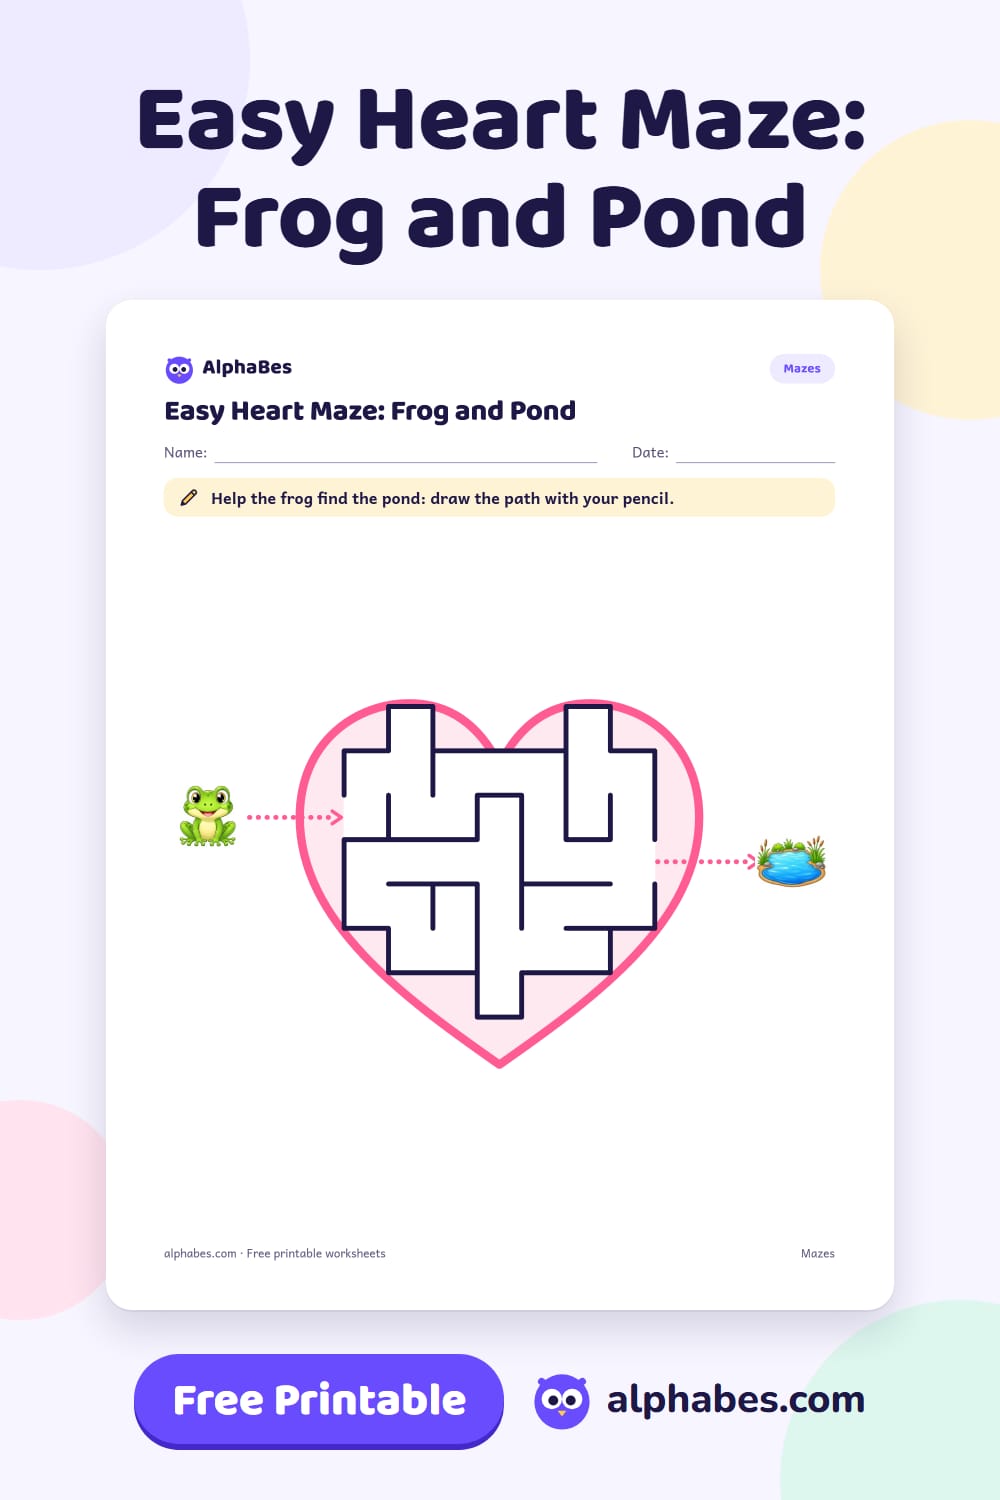 Easy Heart Maze:
Frog and Pond
AlphaBes
Mazes
Easy Heart Maze: Frog and Pond
Name:
Date:
Help the frog find the pond: draw the path with your pencil.
alphabes.com · Free printable worksheets
Mazes
Free Printable
alphabes.com